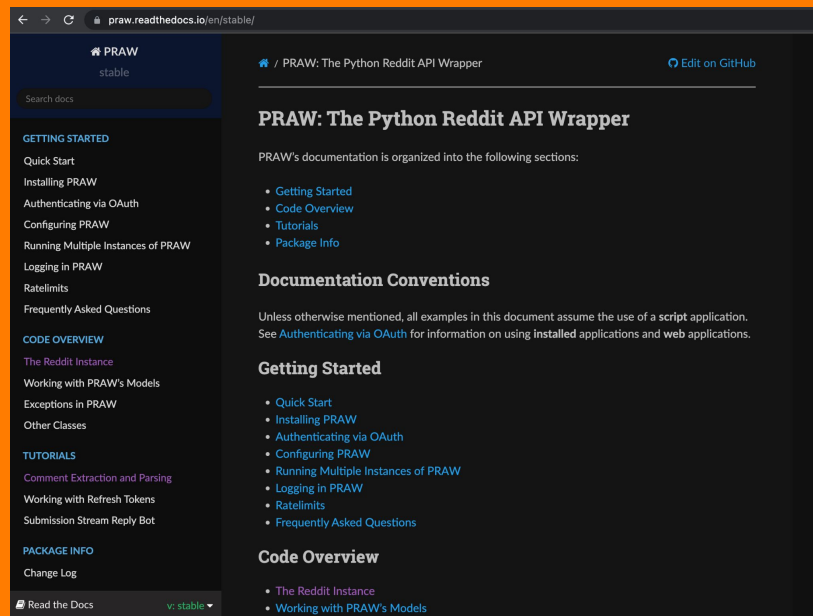 praw.readthedocs.io/en/stable/
PRAW
stable
Search docs
GETTING STARTED
Quick Start
Installing PRAW
Authenticating via OAuth
Configuring PRAW
Running Multiple Instances of PRAW
Logging in PRAW
Ratelimits
Frequently Asked Questions
CODE OVERVIEW
The Reddit Instance
Working with PRAW's Models
Exceptions in PRAW
Other Classes
TUTORIALS
Comment Extraction and Parsing
Working with Refresh Tokens
Submission Stream Reply Bot
PACKAGE INFO
Change Log
Read the Docs v: stable
/ PRAW: The Python Reddit API Wrapper
Edit on GitHub
PRAW: The Python Reddit API Wrapper
PRAW's documentation is organized into the following sections:
• Getting Started
• Code Overview
• Tutorials
• Package Info
Documentation Conventions
Unless otherwise mentioned, all examples in this document assume the use of a script application.
See Authenticating via OAuth for information on using installed applications and web applications.
Getting Started
• Quick Start
• Installing PRAW
• Authenticating via OAuth
• Configuring PRAW
• Running Multiple Instances of PRAW
• Logging in PRAW
• Ratelimits
• Frequently Asked Questions
Code Overview
• The Reddit Instance
• Working with PRAW's Models